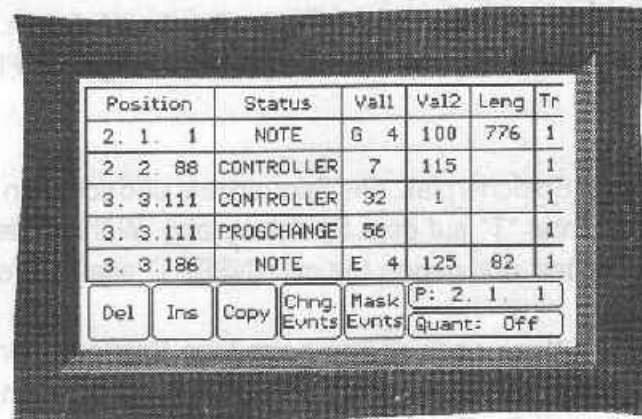 Position Status Val1 Val2 Leng Tr
2. 1. 1 NOTE G 4 100 776 1
2. 2. 88 CONTROLLER 7 115 1
3. 3.111 CONTROLLER 32 1 1
3. 3.111 PROGCHANGE 56 1
3. 3.186 NOTE E 4 125 82 1
Del Ins Copy Chng. Evnts Mask Evnts P: 2. 1. 1
Quant: Off